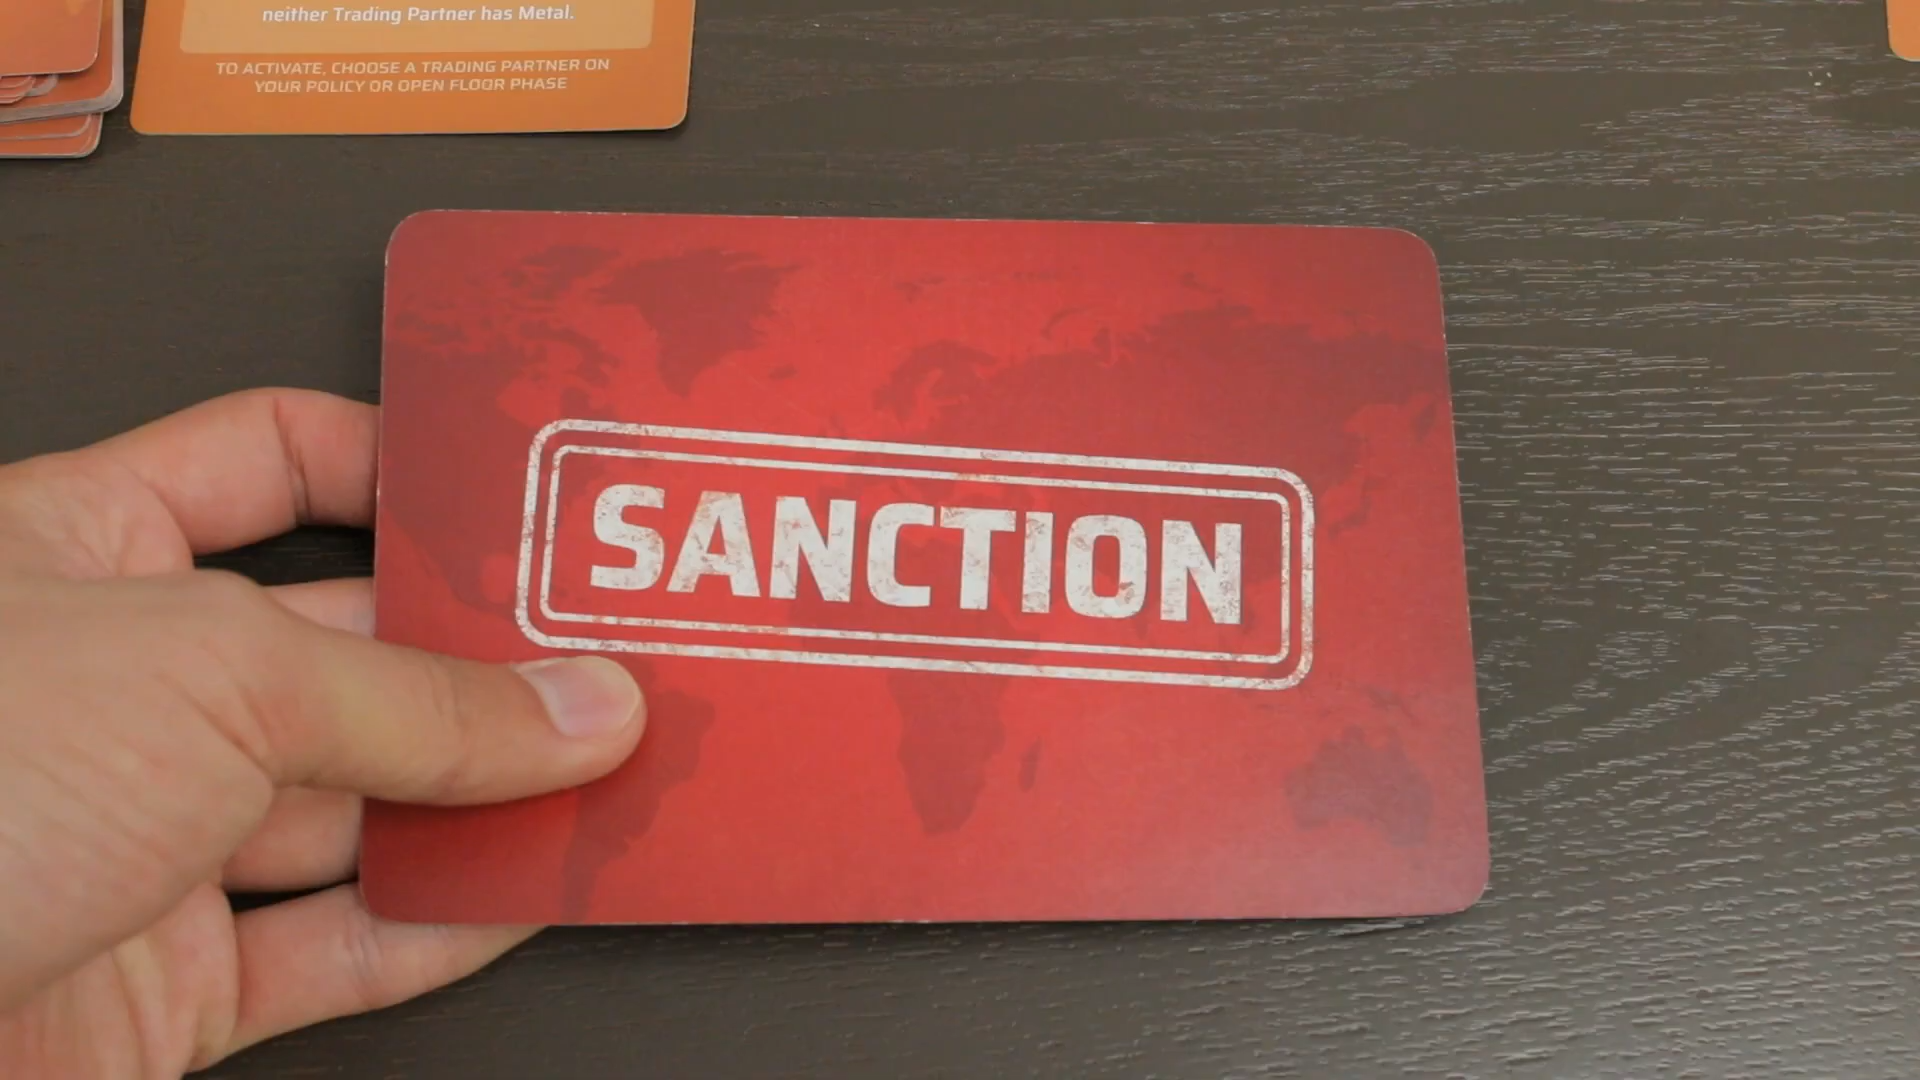 neither Trading Partner has Metal.
TO ACTIVATE, CHOOSE A TRADING PARTNER ON
YOUR POLICY OR OPEN FLOOR PHASE
SANCTION